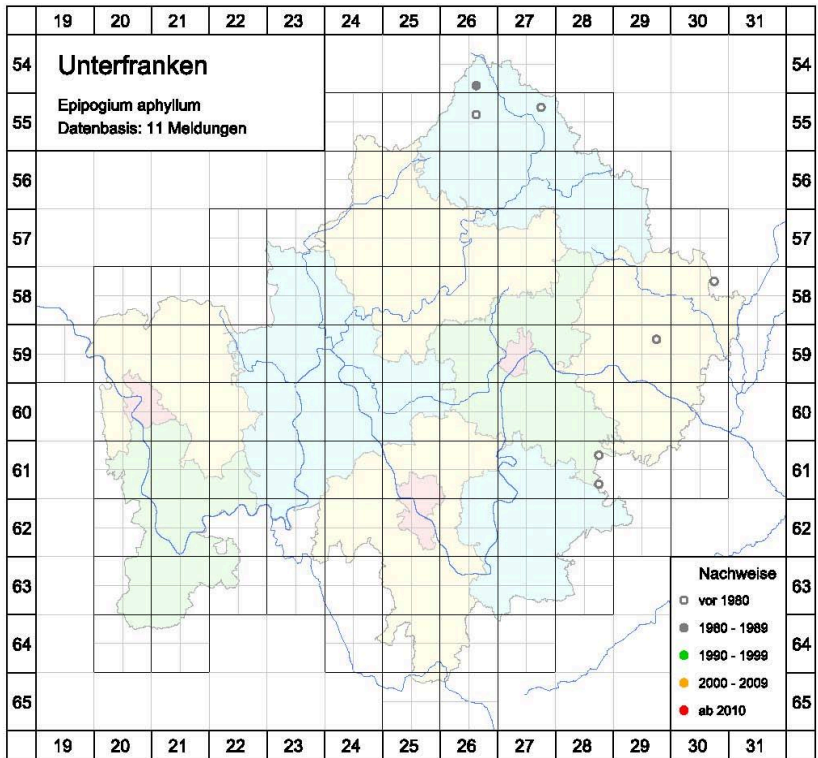 19 20 21 22 23 24 25 26 27 28 29 30 31
Unterfranken
Epipogium aphyllum
Datenbasis: 11 Meldungen
54 54
55 55
56 56
57 57
58 58
59 59
60 60
61 61
62 62
63 63
64 64
65 65
Nachweise
vor 1980
1980 - 1989
1990 - 1999
2000 - 2009
ab 2010
19 20 21 22 23 24 25 26 27 28 29 30 31